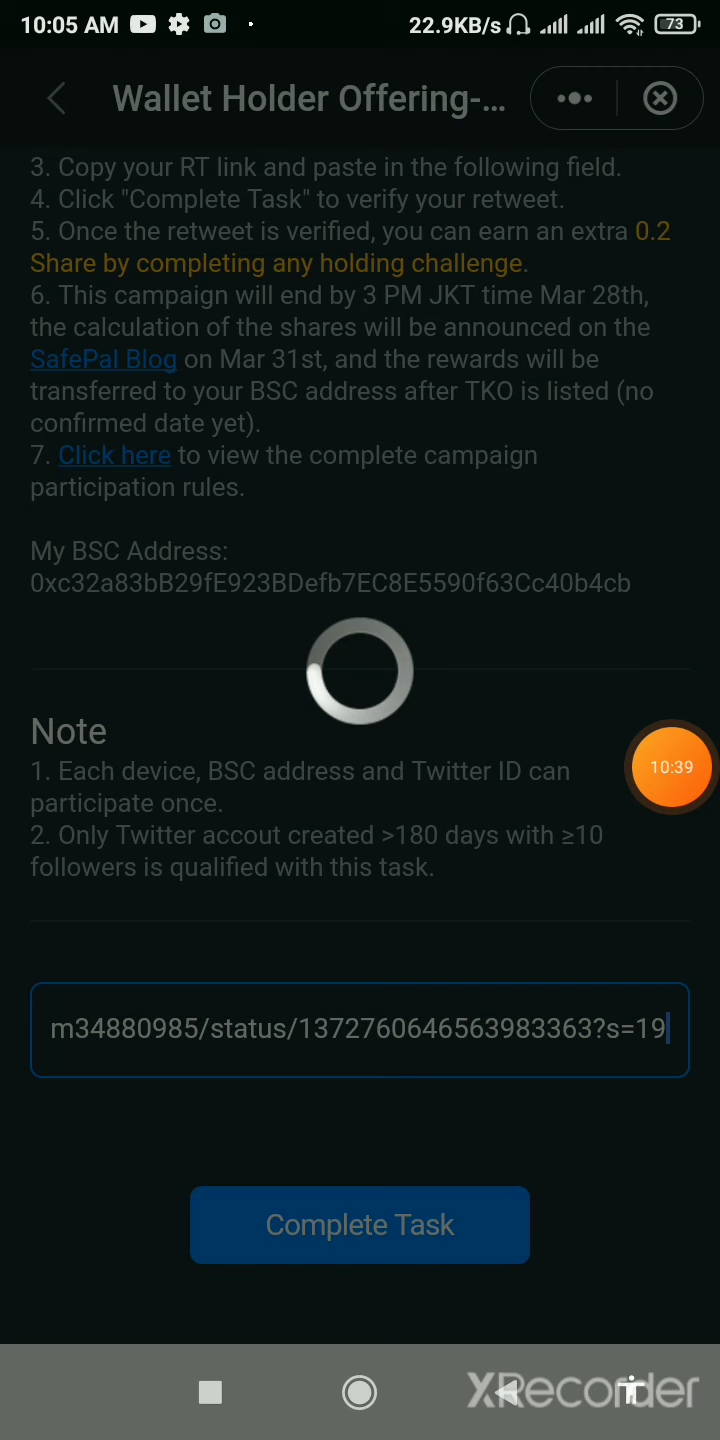 10:05 AM
22.9KB/s
73
Wallet Holder Offering-...
3. Copy your RT link and paste in the following field.
4. Click "Complete Task" to verify your retweet.
5. Once the retweet is verified, you can earn an extra 0.2
Share by completing any holding challenge.
6. This campaign will end by 3 PM JKT time Mar 28th,
the calculation of the shares will be announced on the
SafePal Blog on Mar 31st, and the rewards will be
transferred to your BSC address after TKO is listed (no
confirmed date yet).
7. Click here to view the complete campaign
participation rules.
My BSC Address:
0xc32a83bB29fE923BDefb7EC8E5590f63Cc40b4cb
Note
10:39
1. Each device, BSC address and Twitter ID can
participate once.
2. Only Twitter accout created >180 days with ≥10
followers is qualified with this task.
m34880985/status/1372760646563983363?s=19
Complete Task
XRecorder